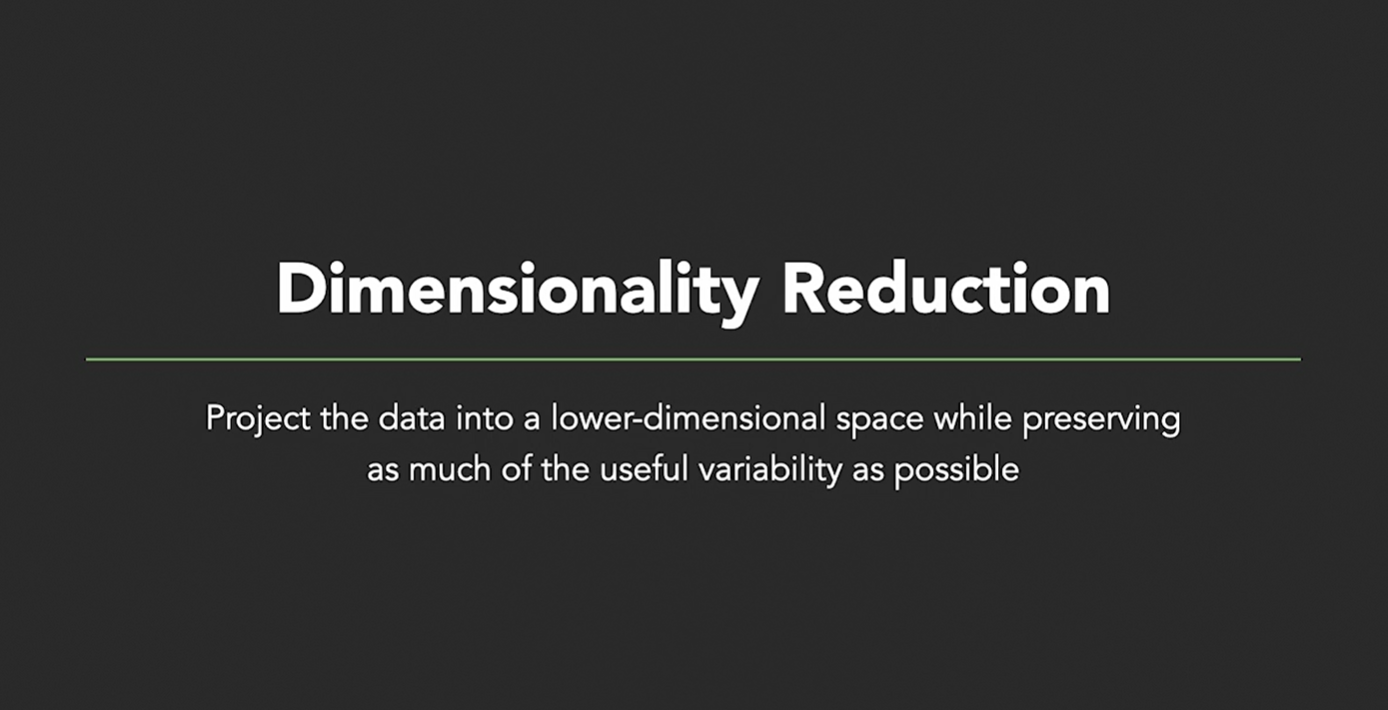 Dimensionality Reduction
Project the data into a lower-dimensional space while preserving
as much of the useful variability as possible